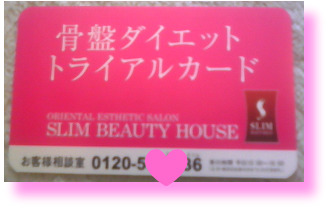 骨盤ダイエット
トライアルカード
ORIENTAL ESTHETIC SALON
SLIM BEAUTY HOUSE
S
SLIM
お客様相談室 0120-5 36